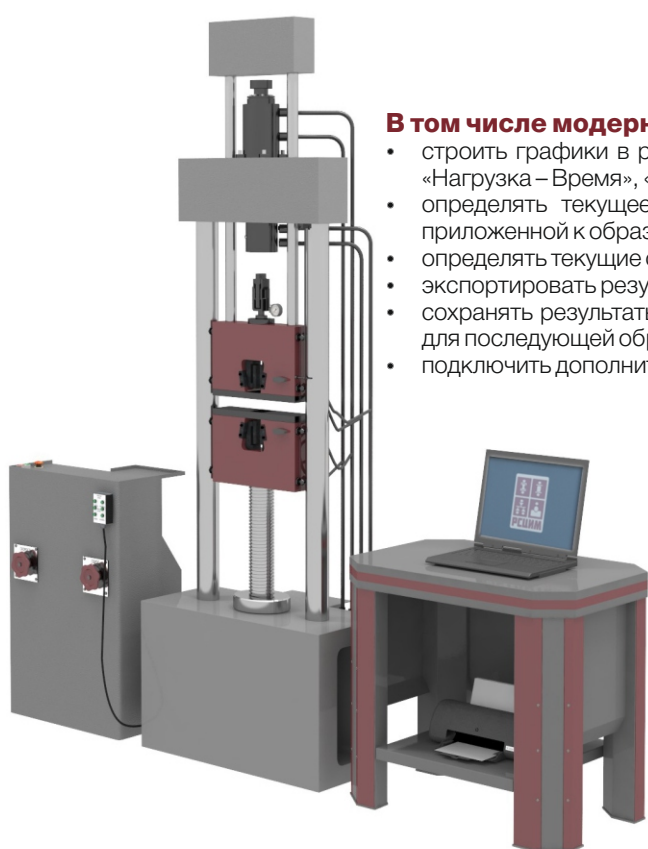 В том числе модерн
• строить графики в р
«Нагрузка – Время», «
• определять текущее
приложенной к образ
• определять текущие
• экспортировать резу
• сохранять результать
для последующей обр
• подключить дополнит
РСЦИМ